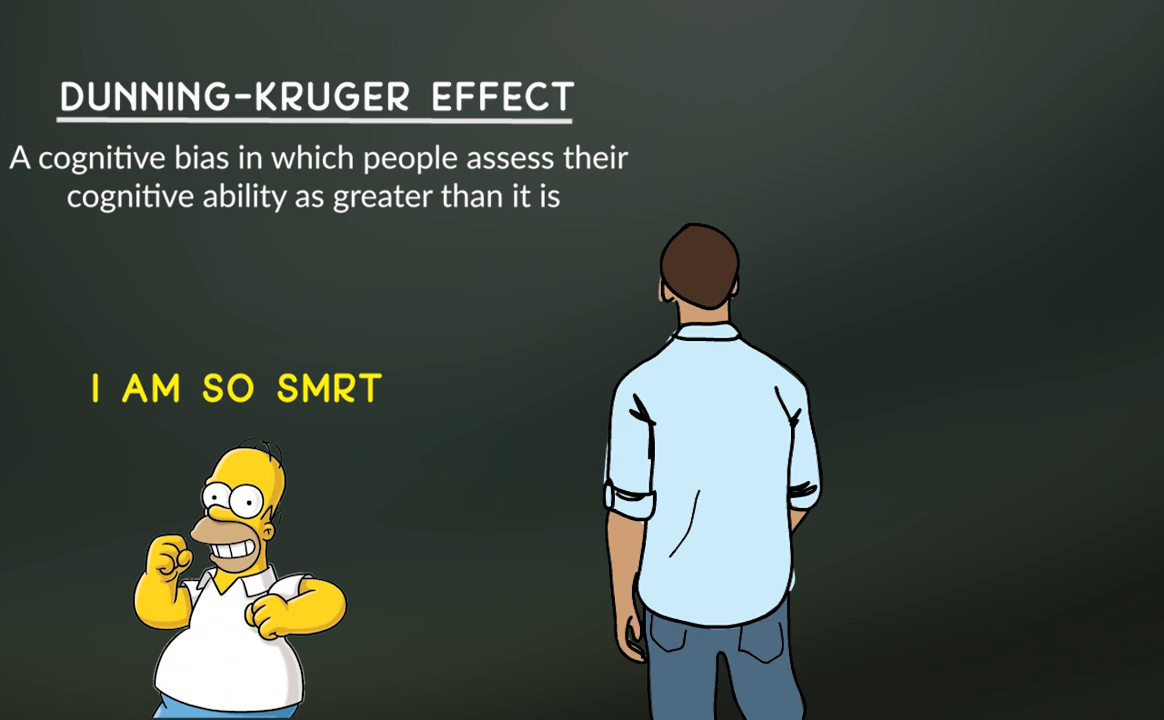 DUNNING-KRUGER EFFECT
A cognitive bias in which people assess their
cognitive ability as greater than it is
I AM SO SMRT